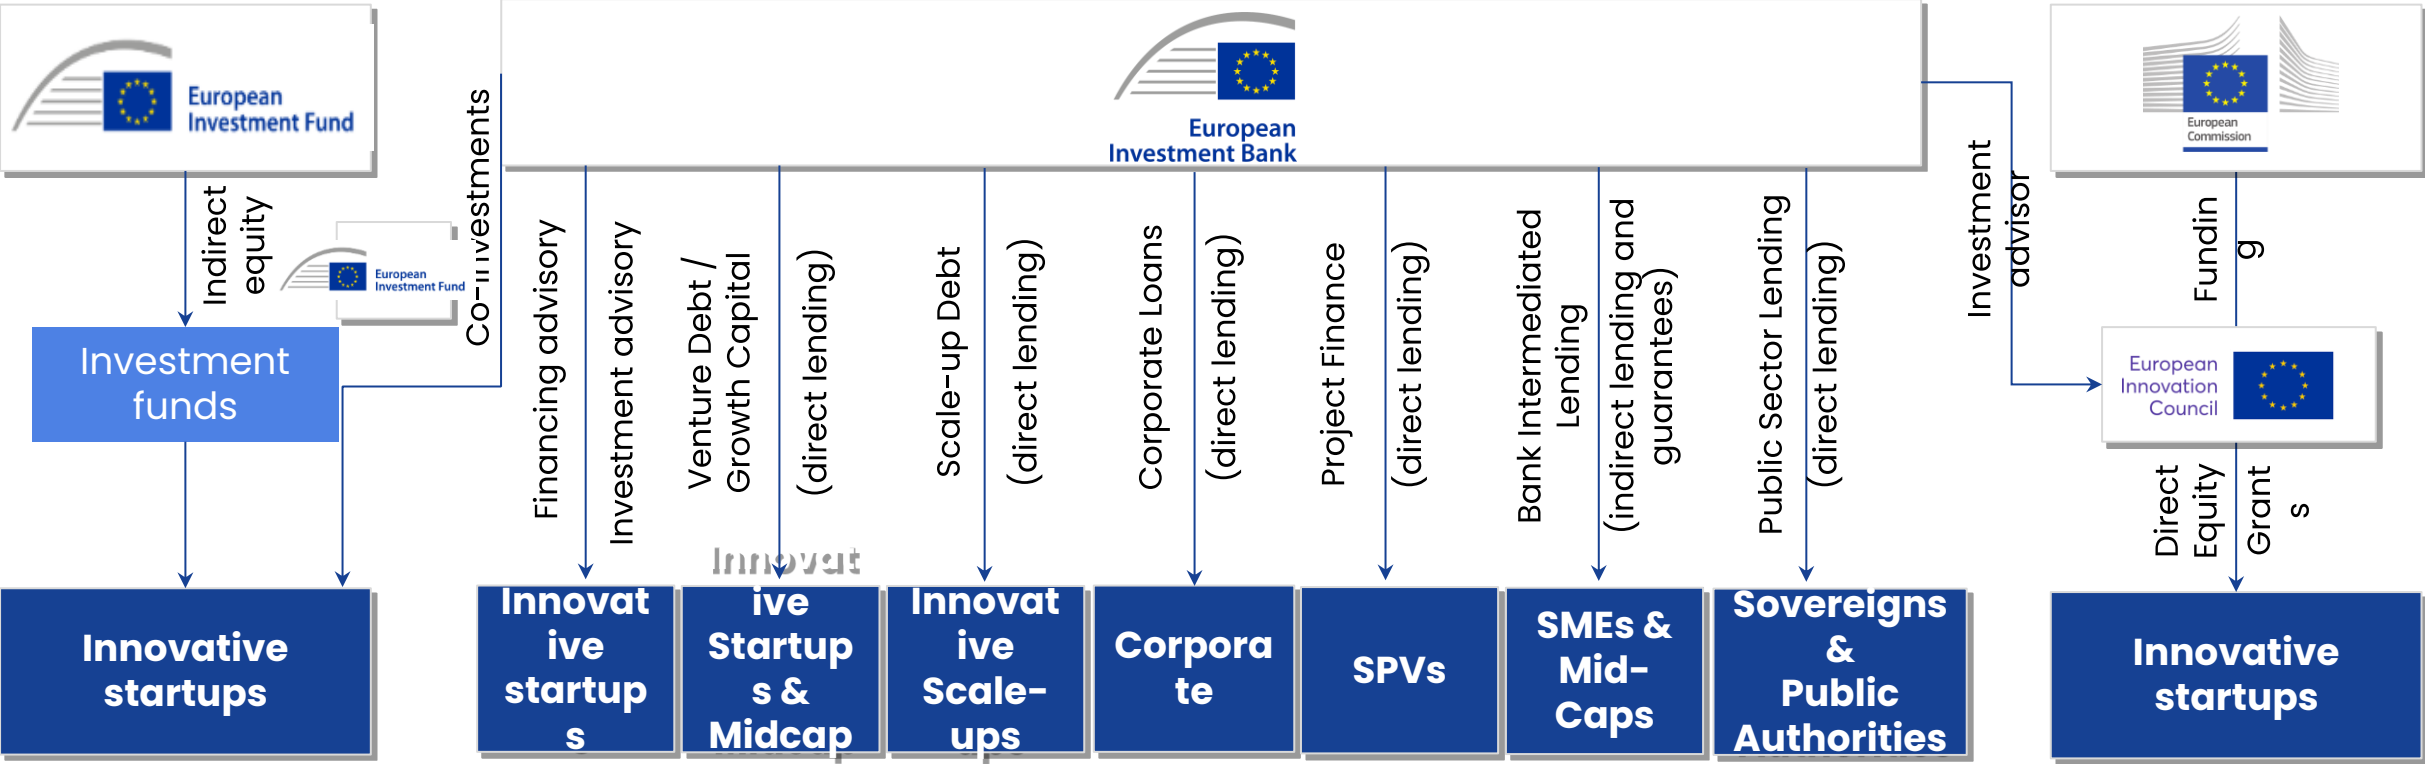 European
Investment Fund
European
Investment Bank
European
Commission
Indirect
equity
European
Investment Fund
Co-investments
Financing advisory
Investment advisory
Venture Debt /
Growth Capital
(direct lending)
Scale-up Debt
(direct lending)
Corporate Loans
(direct lending)
Project Finance
(direct lending)
Bank Intermediated
Lending
(indirect lending and
guarantees)
Public Sector Lending
(direct lending)
Investment
advisor
Fundin
g
Investment
funds
European
Innovation
Council
Direct
Equity
Grant
s
Innovative
startups
Innovat
ive
startup
s
Innovat
ive
Startup
s &
Midcap
Innovat
ive
Scale-
ups
Corpora
te
SPVs
SMEs &
Mid-
Caps
Sovereigns
&
Public
Authorities
Innovative
startups